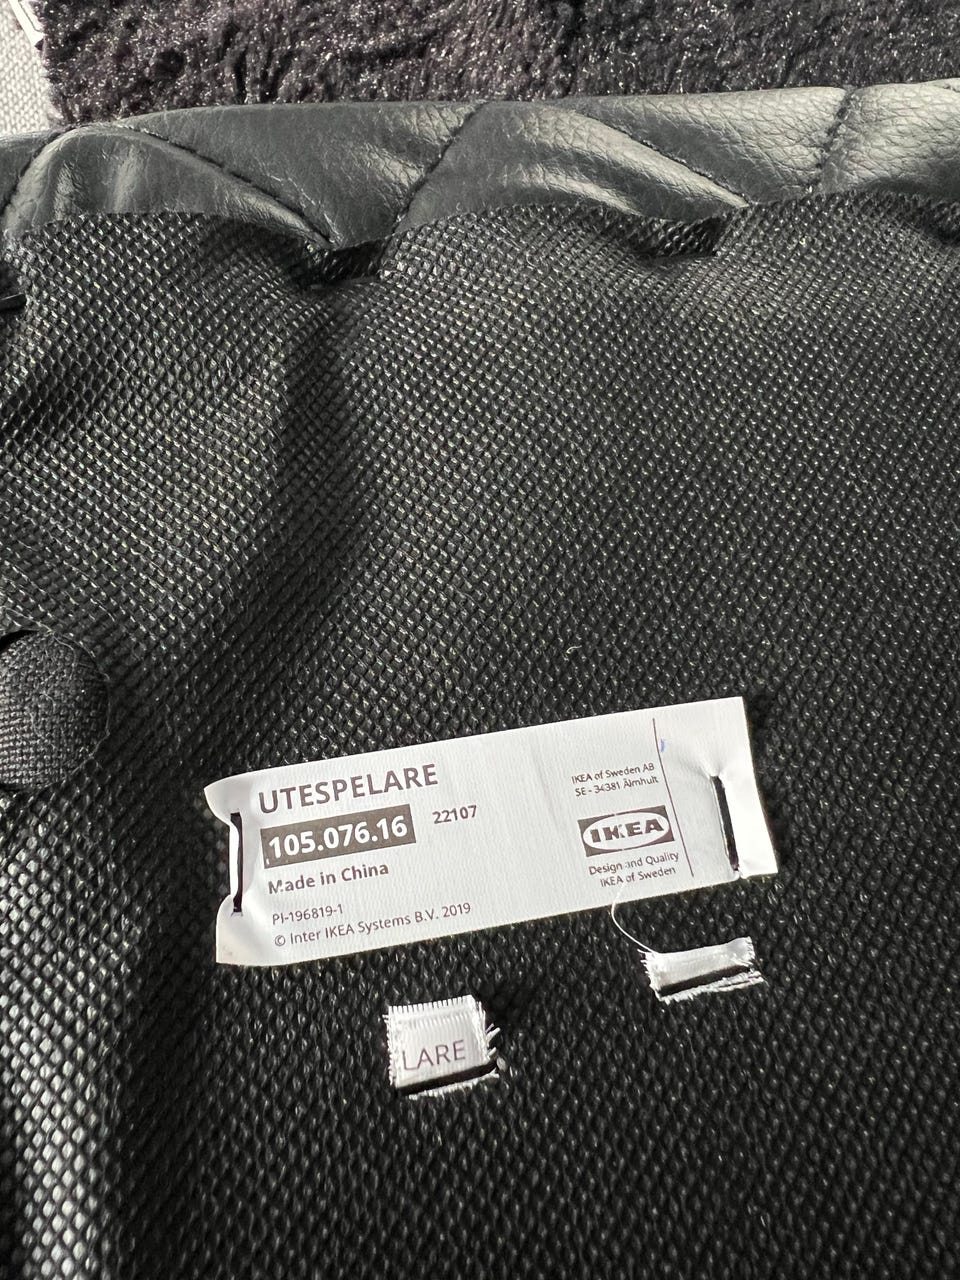 UTESPELARE
105.076.16 22107
Made in China
PI-196819-1
© Inter IKEA Systems B.V. 2019
IKEA of Sweden AB
SE - 34381 Älmhult
IKEA
Design and Quality
IKEA of Sweden
LARE